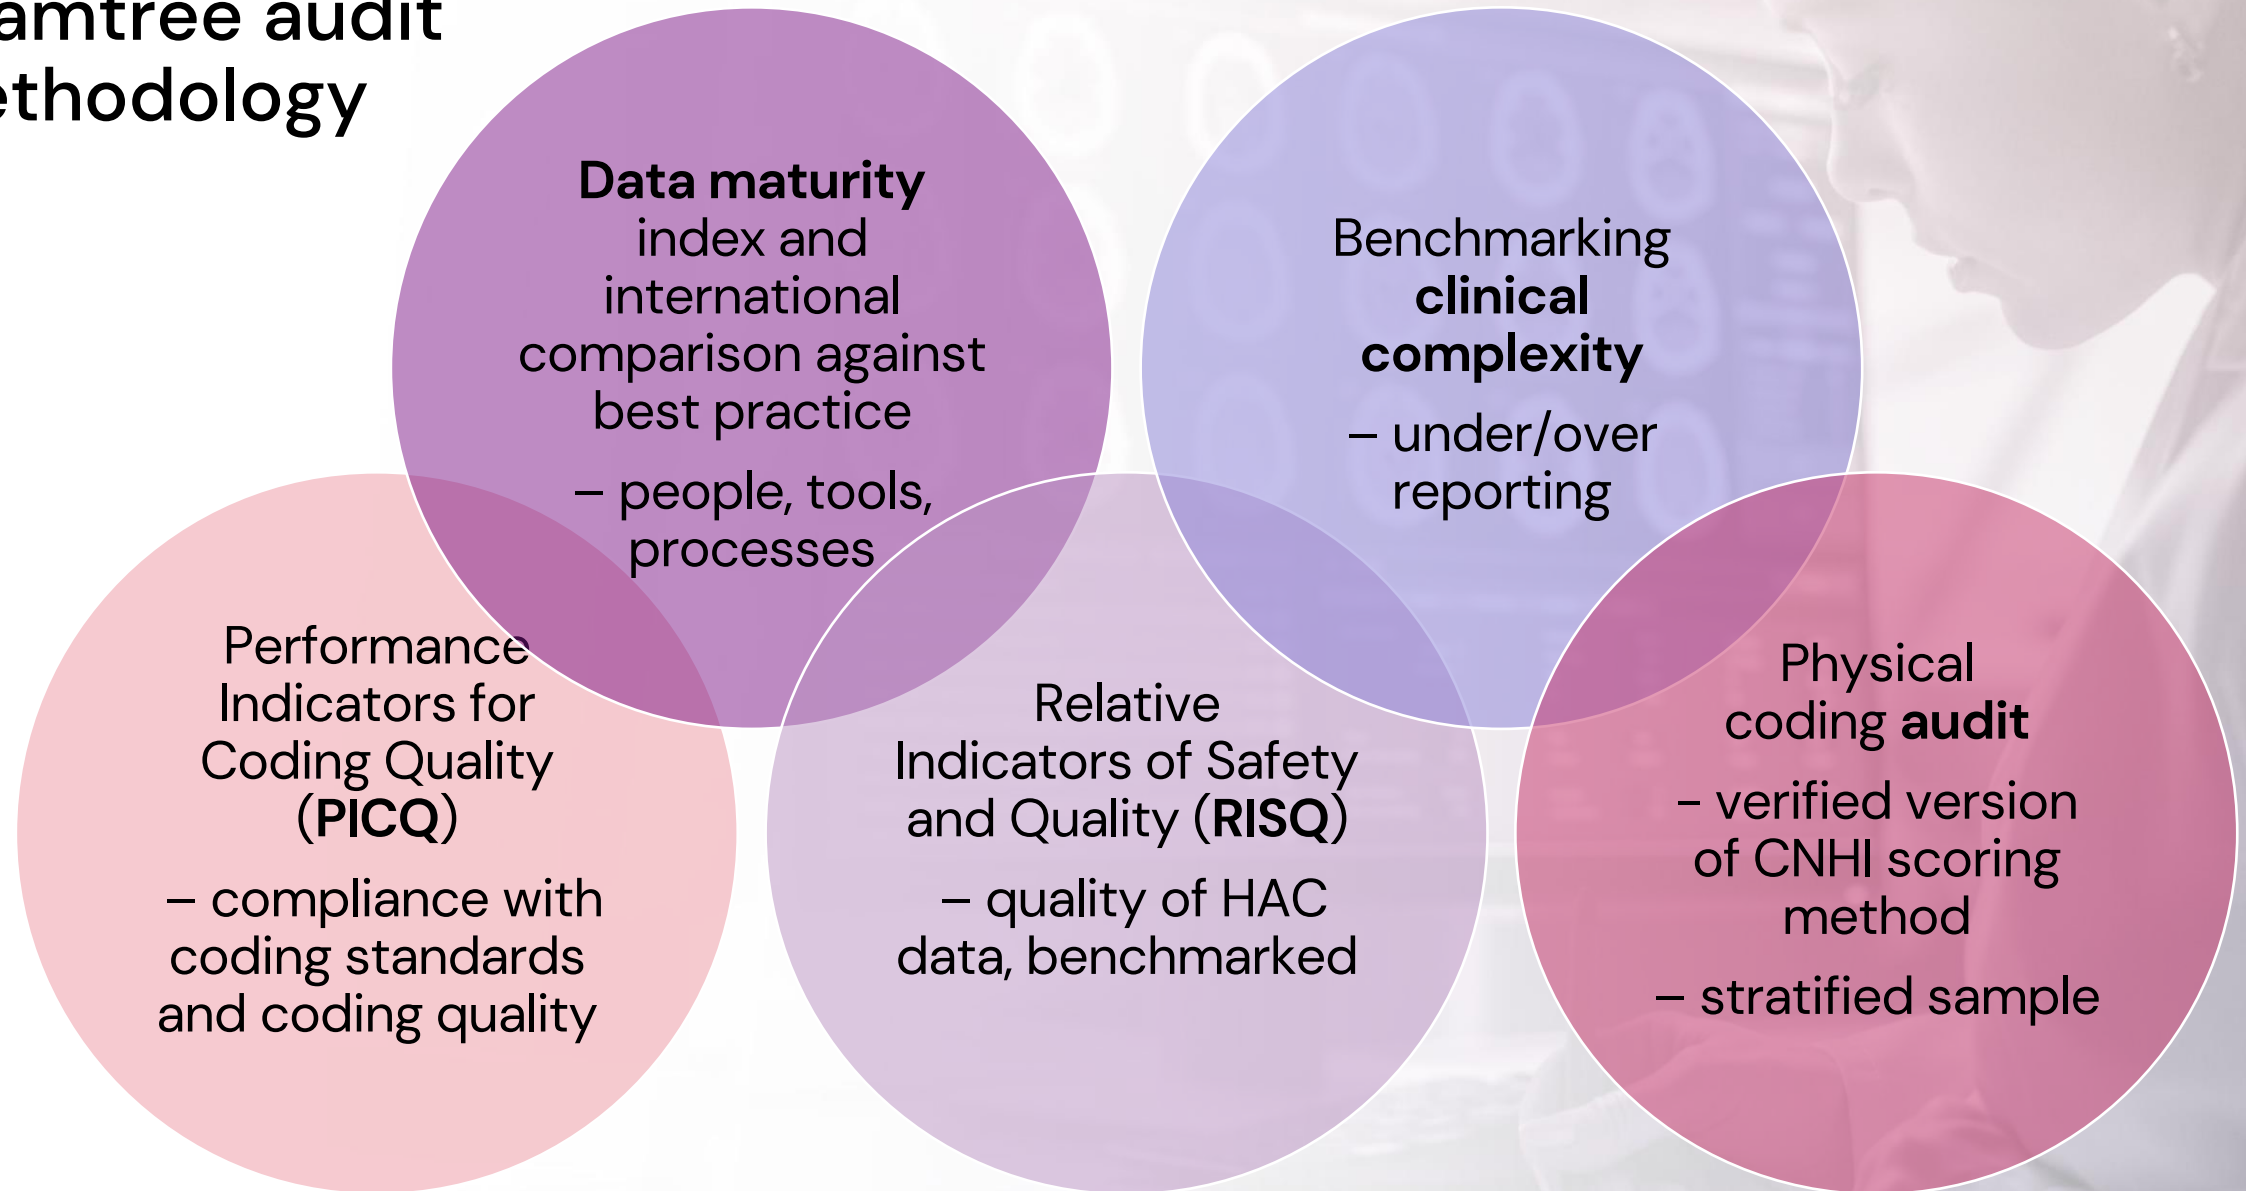 amtree audit
ethodology
Data maturity
index and
international
comparison against
best practice
– people, tools,
processes
Benchmarking
clinical
complexity
– under/over
reporting
Performance
Indicators for
Coding Quality
(PICQ)
– compliance with
coding standards
and coding quality
Relative
Indicators of Safety
and Quality (RISQ)
– quality of HAC
data, benchmarked
Physical
coding audit
- verified version
of CNHI scoring
method
– stratified sample